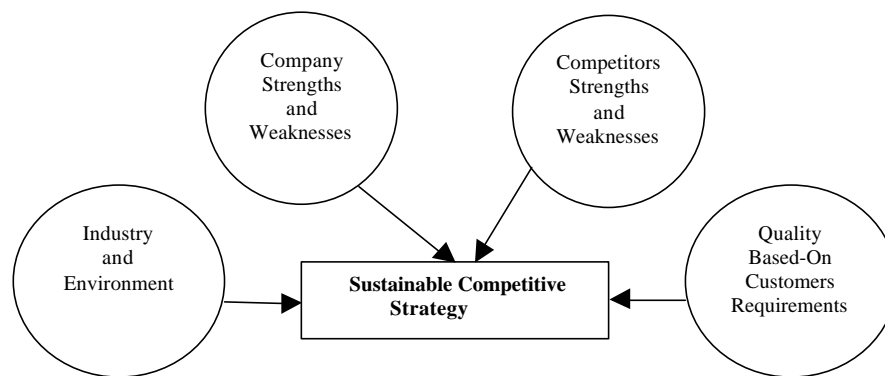 Company
Strengths
and
Weaknesses
Competitors
Strengths
and
Weaknesses
Industry
and
Environment
Sustainable Competitive
Strategy
Quality
Based-On
Customers
Requirements